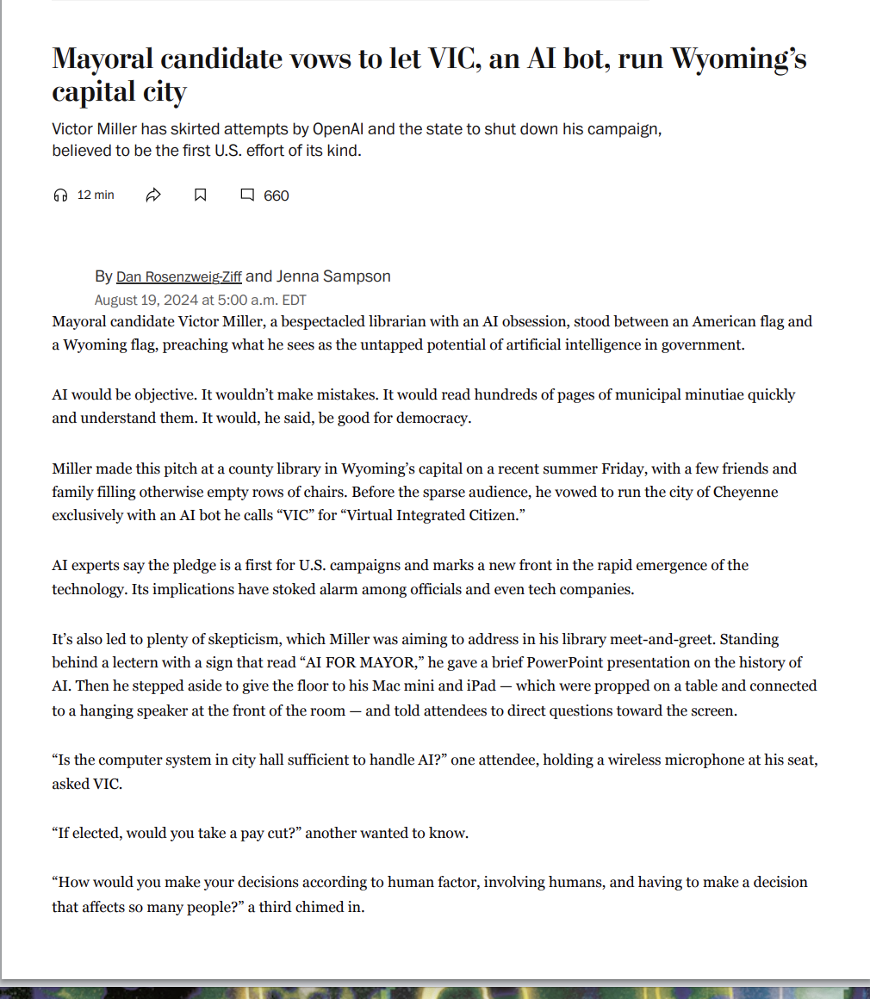 Mayoral candidate vows to let VIC, an AI bot, run Wyoming’s
capital city
Victor Miller has skirted attempts by OpenAI and the state to shut down his campaign,
believed to be the first U.S. effort of its kind.
12 min 660
By Dan Rosenzweig-Ziff and Jenna Sampson
August 19, 2024 at 5:00 a.m. EDT
Mayoral candidate Victor Miller, a bespectacled librarian with an AI obsession, stood between an American flag and
a Wyoming flag, preaching what he sees as the untapped potential of artificial intelligence in government.
AI would be objective. It wouldn’t make mistakes. It would read hundreds of pages of municipal minutiae quickly
and understand them. It would, he said, be good for democracy.
Miller made this pitch at a county library in Wyoming’s capital on a recent summer Friday, with a few friends and
family filling otherwise empty rows of chairs. Before the sparse audience, he vowed to run the city of Cheyenne
exclusively with an AI bot he calls “VIC” for “Virtual Integrated Citizen.”
AI experts say the pledge is a first for U.S. campaigns and marks a new front in the rapid emergence of the
technology. Its implications have stoked alarm among officials and even tech companies.
It’s also led to plenty of skepticism, which Miller was aiming to address in his library meet-and-greet. Standing
behind a lectern with a sign that read “AI FOR MAYOR,” he gave a brief PowerPoint presentation on the history of
AI. Then he stepped aside to give the floor to his Mac mini and iPad — which were propped on a table and connected
to a hanging speaker at the front of the room — and told attendees to direct questions toward the screen.
“Is the computer system in city hall sufficient to handle AI?” one attendee, holding a wireless microphone at his seat,
asked VIC.
“If elected, would you take a pay cut?” another wanted to know.
“How would you make your decisions according to human factor, involving humans, and having to make a decision
that affects so many people?” a third chimed in.